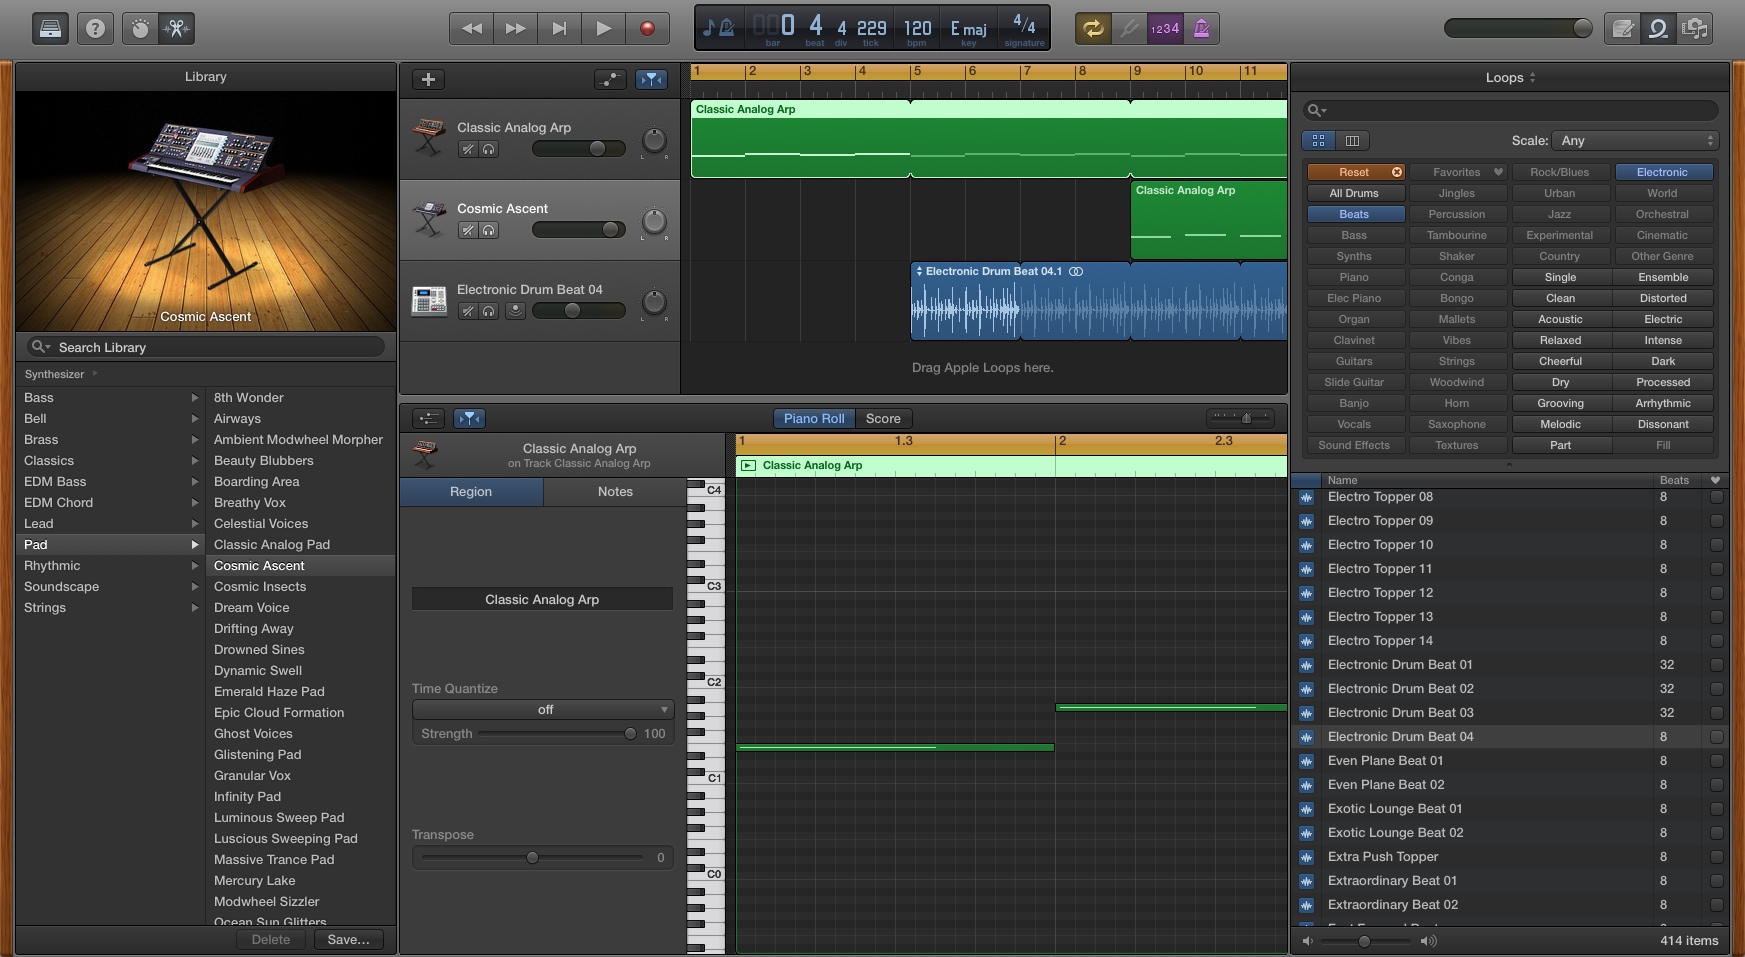 0 4 4 229 120 E maj 4/4
bar beat div tick bpm key signature
1234
Library
Cosmic Ascent
Search Library
Synthesizer
Bass
Bell
Brass
Classics
EDM Bass
EDM Chord
Lead
Pad
Rhythmic
Soundscape
Strings
8th Wonder
Airways
Ambient Modwheel Morpher
Beauty Blubbers
Boarding Area
Breathy Vox
Celestial Voices
Classic Analog Pad
Cosmic Ascent
Cosmic Insects
Dream Voice
Drifting Away
Drowned Sines
Dynamic Swell
Emerald Haze Pad
Epic Cloud Formation
Ghost Voices
Glistening Pad
Granular Vox
Infinity Pad
Luminous Sweep Pad
Luscious Sweeping Pad
Massive Trance Pad
Mercury Lake
Modwheel Sizzler
Ocean Sun Glitters
Delete Save...
1 2 3 4 5 6 7 8 9 10 11
Classic Analog Arp
L R
Classic Analog Arp
Cosmic Ascent
L R
Classic Analog Arp
Electronic Drum Beat 04
L R
Electronic Drum Beat 04.1
Drag Apple Loops here.
Piano Roll Score
Classic Analog Arp
on Track Classic Analog Arp
Region Notes
Classic Analog Arp
Time Quantize
off
Strength 100
Transpose
0
1 1.3 2 2.3
Classic Analog Arp
C4
C3
C2
C1
C0
Loops
Scale: Any
Reset Favorites Rock/Blues Electronic
All Drums Jingles Urban World
Beats Percussion Jazz Orchestral
Bass Tambourine Experimental Cinematic
Synths Shaker Country Other Genre
Piano Conga Single Ensemble
Elec Piano Bongo Clean Distorted
Organ Mallets Acoustic Electric
Clavinet Vibes Relaxed Intense
Guitars Strings Cheerful Dark
Slide Guitar Woodwind Dry Processed
Banjo Horn Grooving Arrhythmic
Vocals Saxophone Melodic Dissonant
Sound Effects Textures Part Fill
Name Beats
Electro Topper 08 8
Electro Topper 09 8
Electro Topper 10 8
Electro Topper 11 8
Electro Topper 12 8
Electro Topper 13 8
Electro Topper 14 8
Electronic Drum Beat 01 32
Electronic Drum Beat 02 32
Electronic Drum Beat 03 32
Electronic Drum Beat 04 8
Even Plane Beat 01 8
Even Plane Beat 02 8
Exotic Lounge Beat 01 8
Exotic Lounge Beat 02 8
Extra Push Topper 8
Extraordinary Beat 01 8
Extraordinary Beat 02 8
414 items